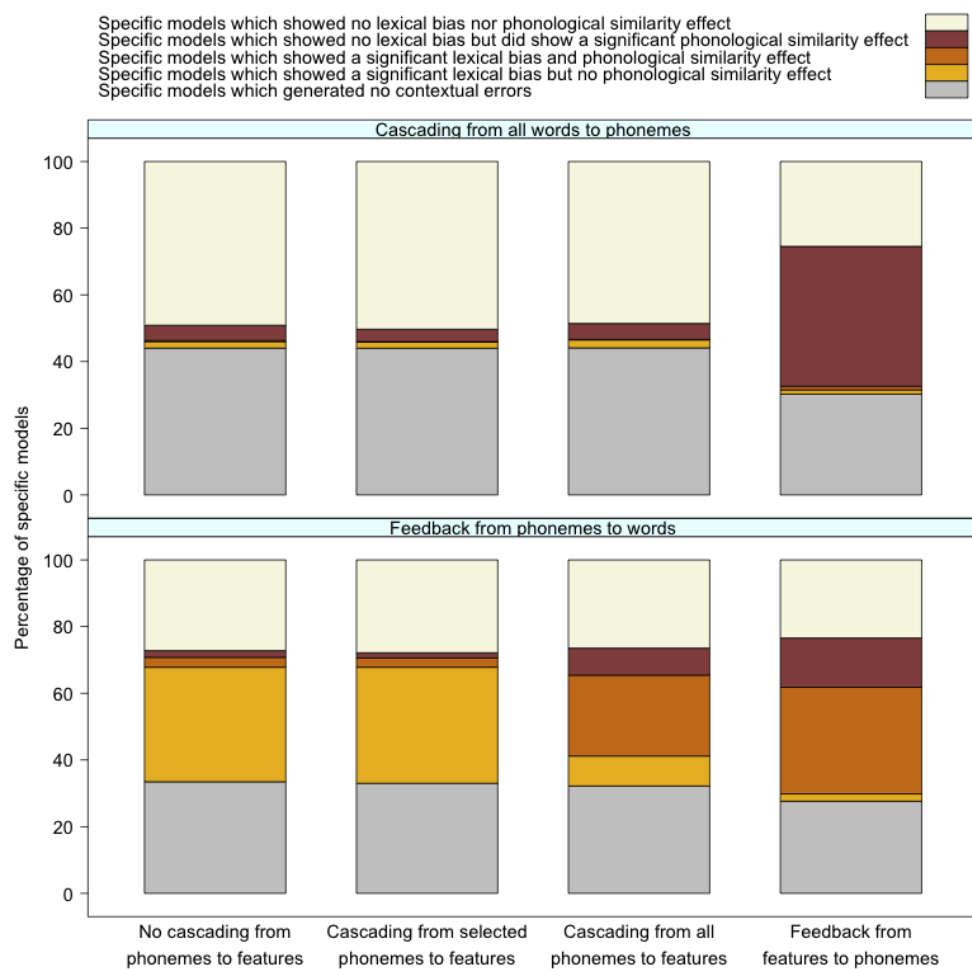 Specific models which showed no lexical bias nor phonological similarity effect
Specific models which showed no lexical bias but did show a significant phonological similarity effect
Specific models which showed a significant lexical bias and phonological similarity effect
Specific models which showed a significant lexical bias but no phonological similarity effect
Specific models which generated no contextual errors
Cascading from all words to phonemes
100
80
60
40
20
0
Feedback from phonemes to words
100
80
60
40
20
0
Percentage of specific models
No cascading from
phonemes to features
Cascading from selected
phonemes to features
Cascading from all
phonemes to features
Feedback from
features to phonemes